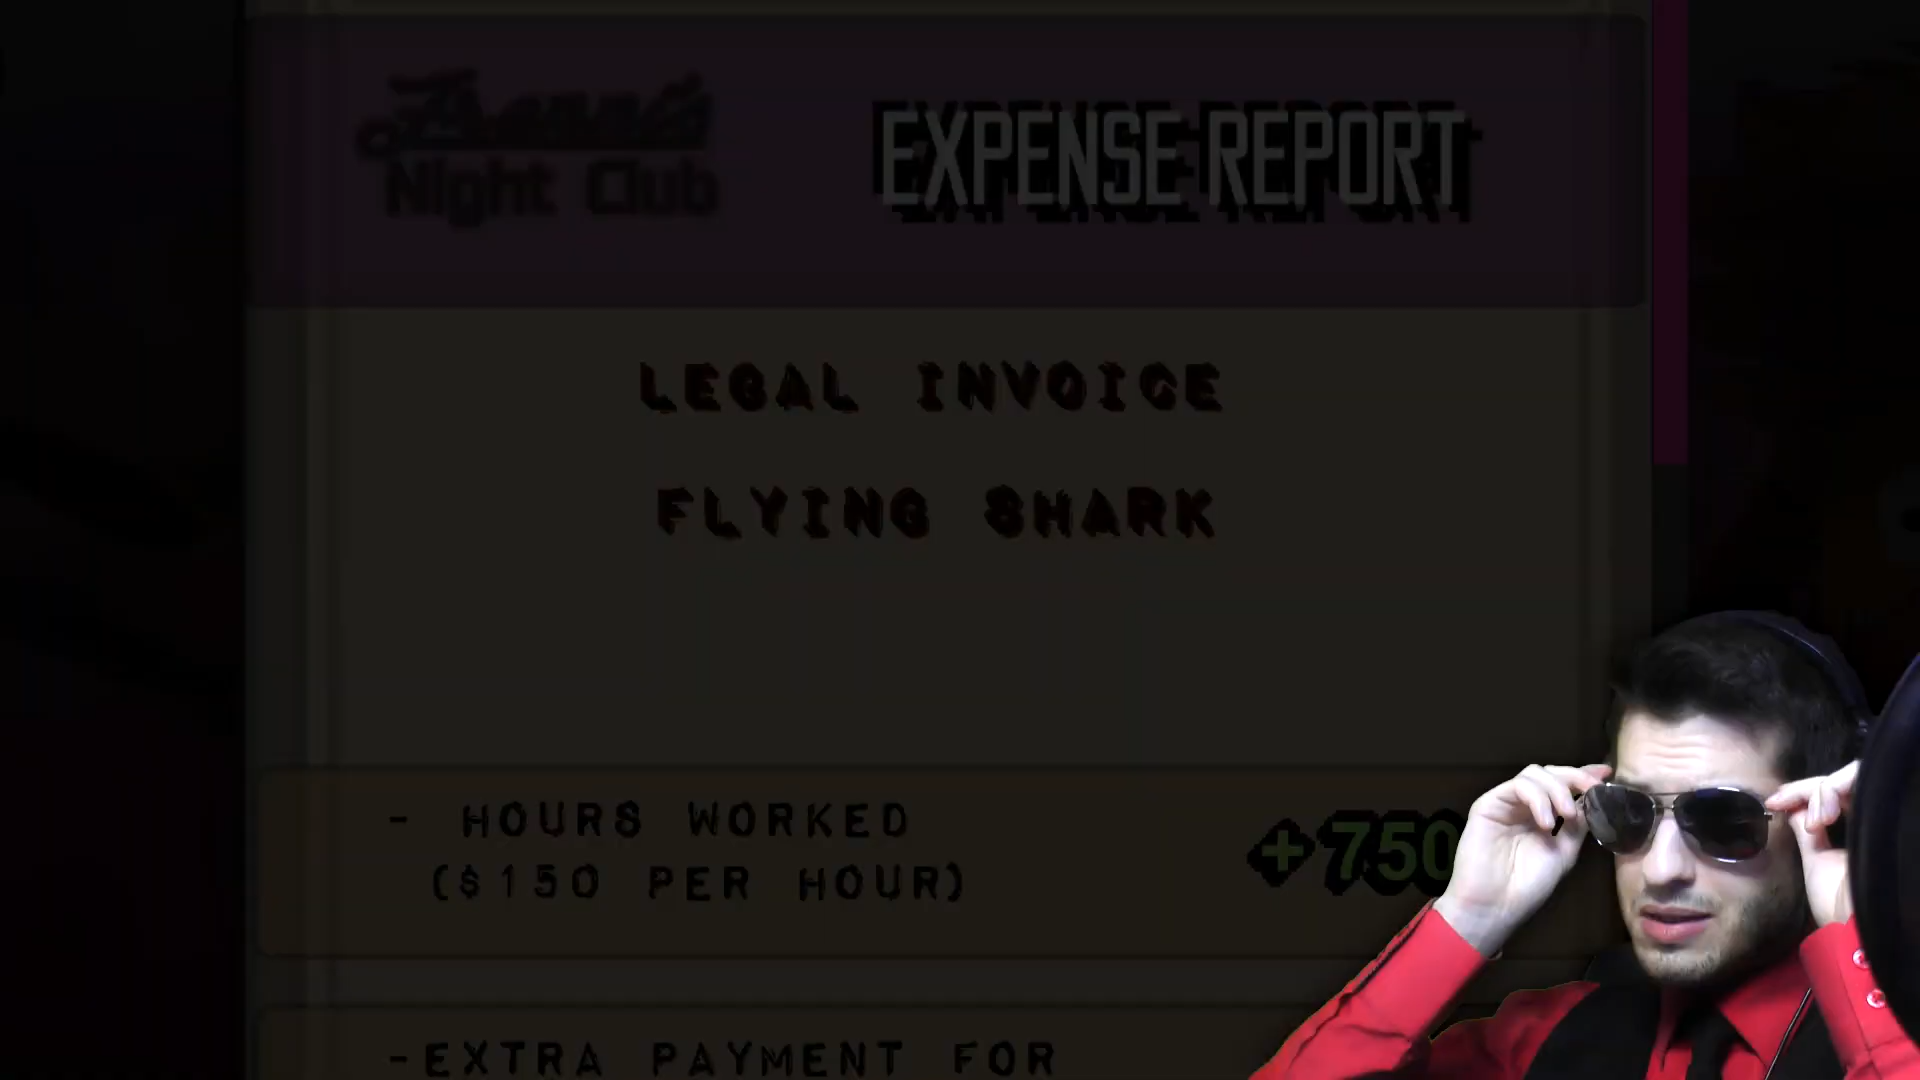 Night Club
EXPENSE REPORT
LEGAL INVOICE
FLYING SHARK
- HOURS WORKED
($150 PER HOUR)
+750
-EXTRA PAYMENT FOR